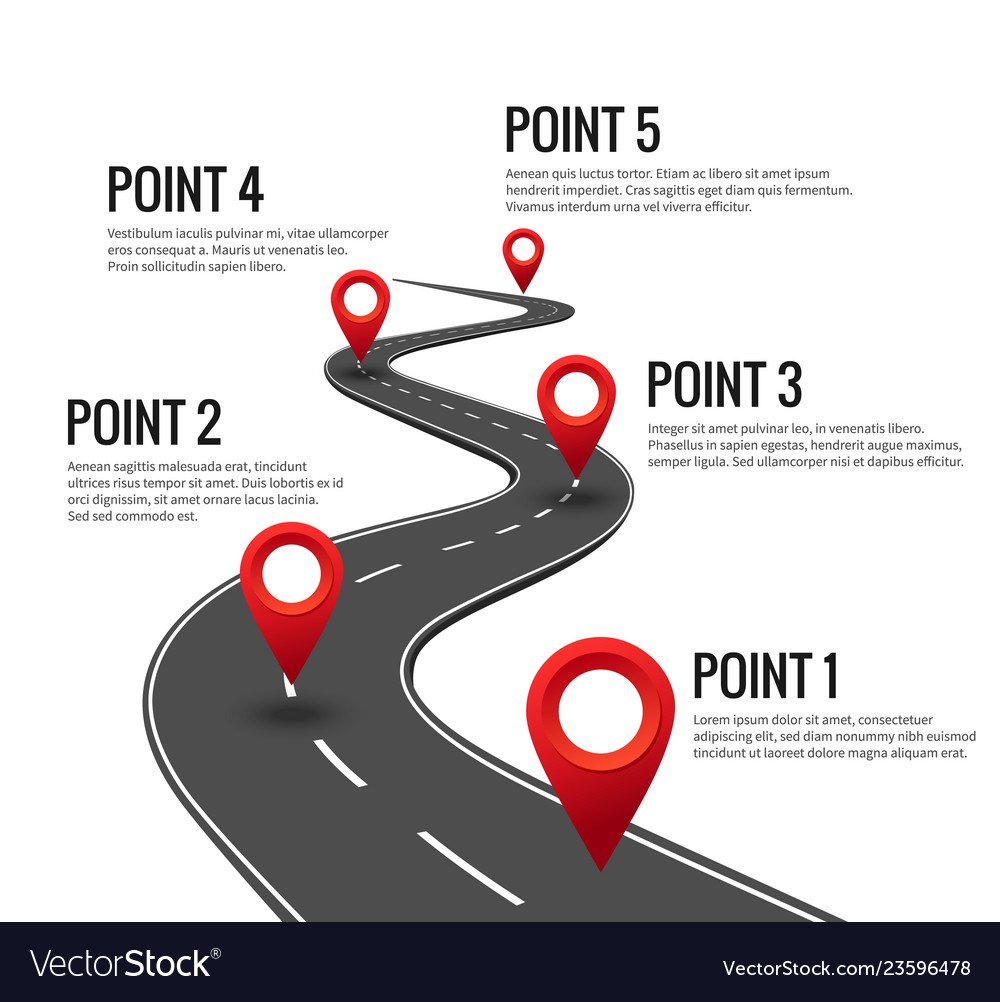 POINT 5
Aenean quis luctus tortor. Etiam ac libero sit amet ipsum
hendrerit imperdiet. Cras sagittis eget diam quis fermentum.
Vivamus interdum urna vel viverra efficitur.
POINT 4
Vestibulum iaculis pulvinar mi, vitae ullamcorper
eros consequat a. Mauris ut venenatis leo.
Proin sollicitudin sapien libero.
POINT 3
Integer sit amet pulvinar leo, in venenatis libero.
Phasellus in sapien egestas, hendrerit augue maximus,
semper ligula. Sed ullamcorper nisi et dapibus efficitur.
POINT 2
Aenean sagittis malesuada erat, tincidunt
ultrices risus tempor sit amet. Duis lobortis ex id
orci dignissim, sit amet ornare lacus lacinia.
Sed sed commodo est.
POINT 1
Lorem ipsum dolor sit amet, consectetuer
adipiscing elit, sed diam nonummy nibh euismod
tincidunt ut laoreet dolore magna aliquam erat.
VectorStock®
VectorStock.com/23596478